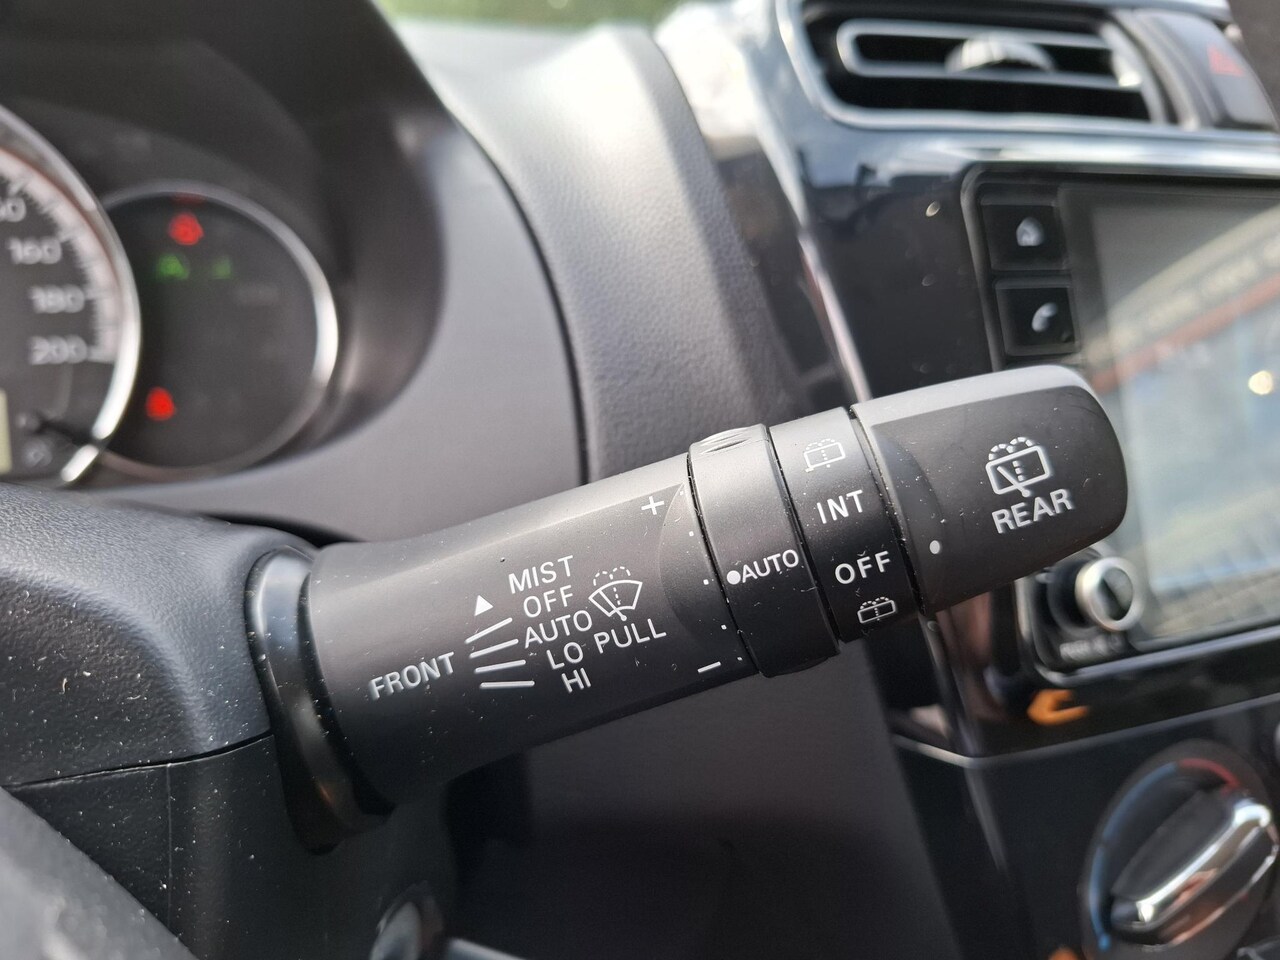 160
180
200
+
MIST
OFF
AUTO
LO PULL
HI
FRONT
−
AUTO
INT
OFF
REAR